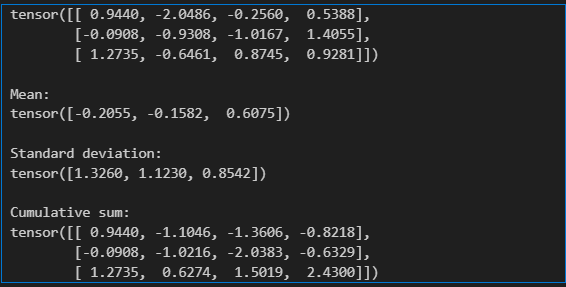 tensor([[ 0.9440, -2.0486, -0.2560,  0.5388],
        [-0.0908, -0.9308, -1.0167,  1.4055],
        [ 1.2735, -0.6461,  0.8745,  0.9281]])
Mean:
tensor([-0.2055, -0.1582,  0.6075])
Standard deviation:
tensor([1.3260, 1.1230, 0.8542])
Cumulative sum:
tensor([[ 0.9440, -1.1046, -1.3606, -0.8218],
        [-0.0908, -1.0216, -2.0383, -0.6329],
        [ 1.2735,  0.6274,  1.5019,  2.4300]])